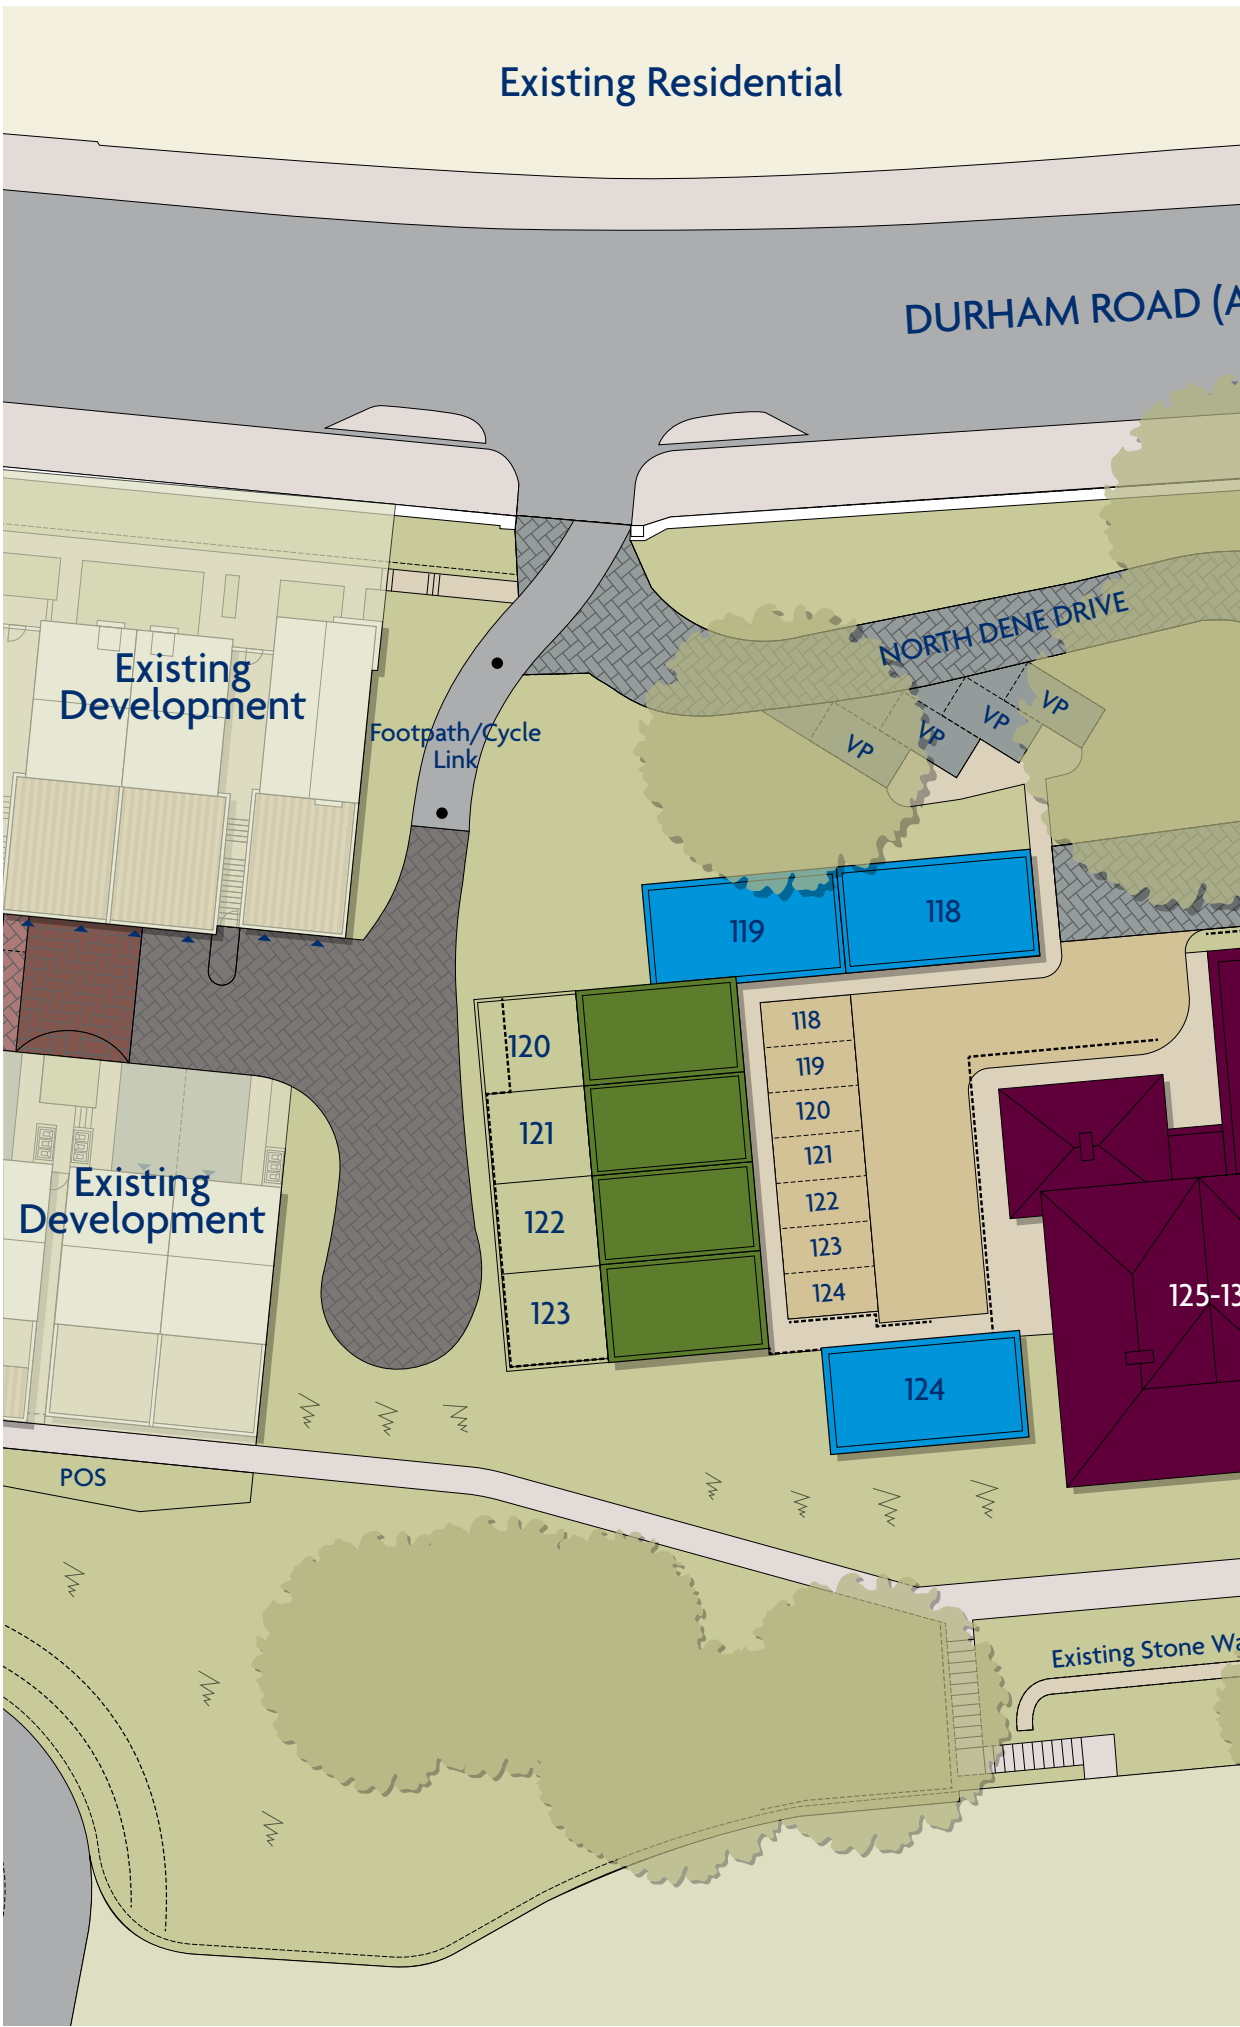 Existing Residential
DURHAM ROAD (A
NORTH DENE DRIVE
Existing
Development
Footpath/Cycle
Link
VP
VP
VP
VP
119
118
118
119
120
121
122
123
124
120
121
122
123
Existing
Development
125-13
124
POS
Existing Stone Wa